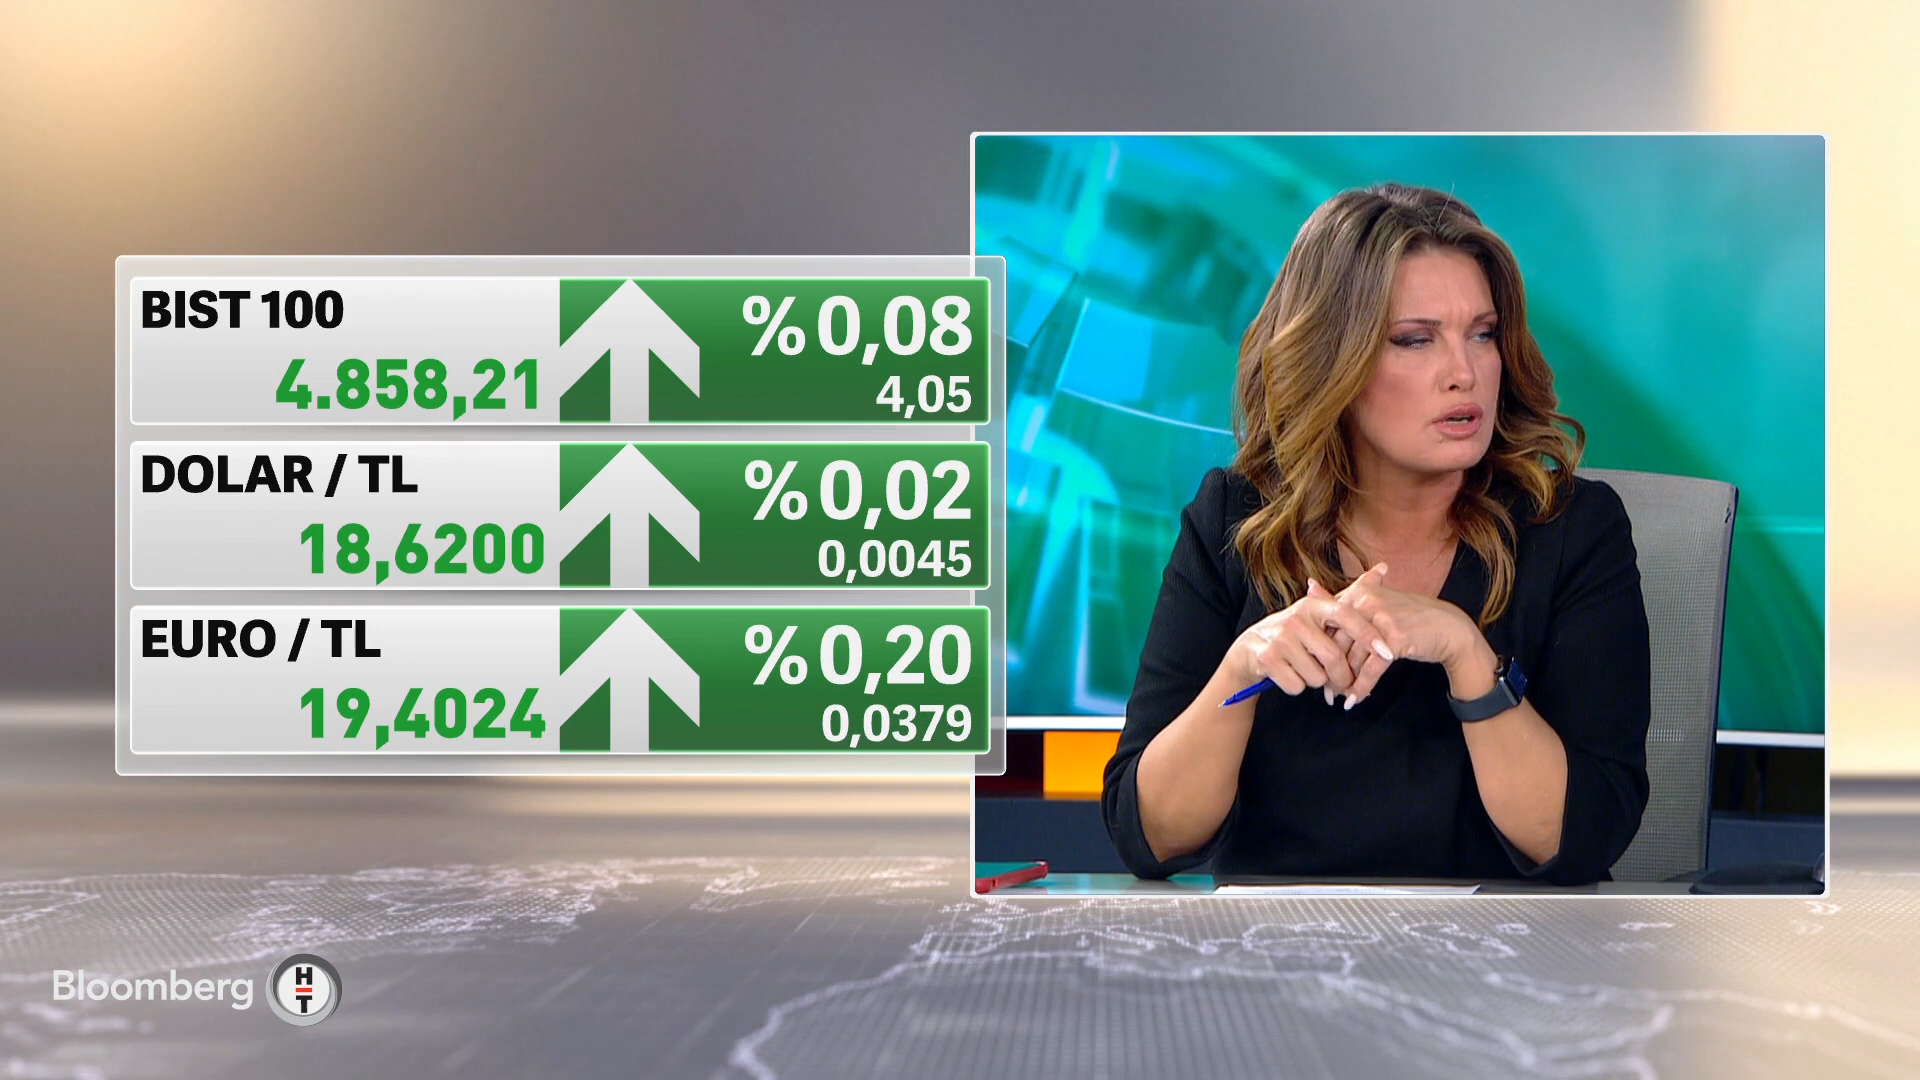 BIST 100
4.858,21
%0,08
4,05
DOLAR / TL
18,6200
%0,02
0,0045
EURO / TL
19,4024
%0,20
0,0379
Bloomberg HT